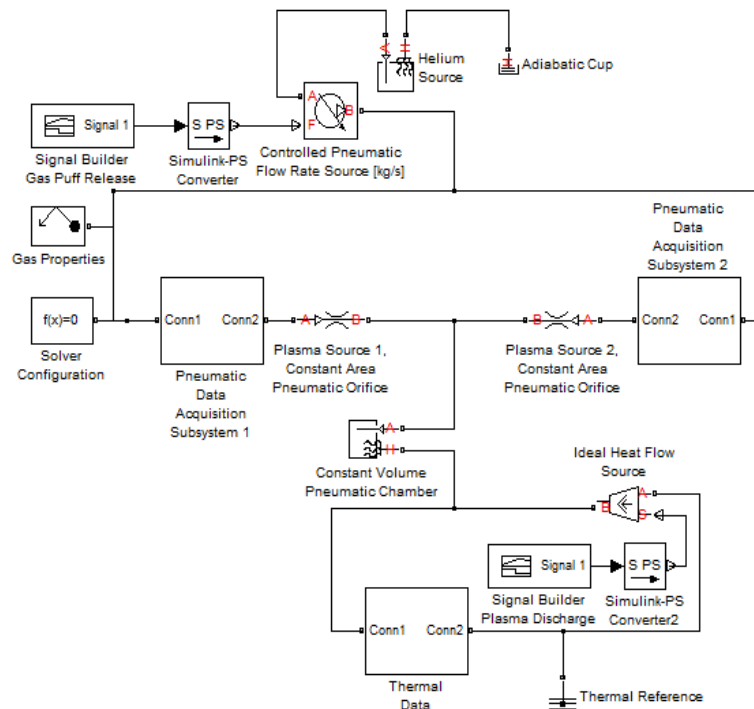 A
H
Helium
Source
H
Adiabatic Cup
Signal 1
S PS
A
B
F
Signal Builder
Gas Puff Release
Simulink-PS
Converter
Controlled Pneumatic
Flow Rate Source [kg/s]
Gas Properties
Pneumatic
Data
Acquisition
Subsystem 2
f(x)=0
Solver
Configuration
Conn1
Conn2
A
B
B
A
Conn2
Conn1
Pneumatic
Data
Acquisition
Subsystem 1
Plasma Source 1,
Constant Area
Pneumatic Orifice
Plasma Source 2,
Constant Area
Pneumatic Orifice
A
H
Constant Volume
Pneumatic Chamber
Ideal Heat Flow
Source
A
B
S
Signal 1
S PS
Signal Builder
Plasma Discharge
Simulink-PS
Converter2
Conn1
Conn2
Thermal
Data
Thermal Reference